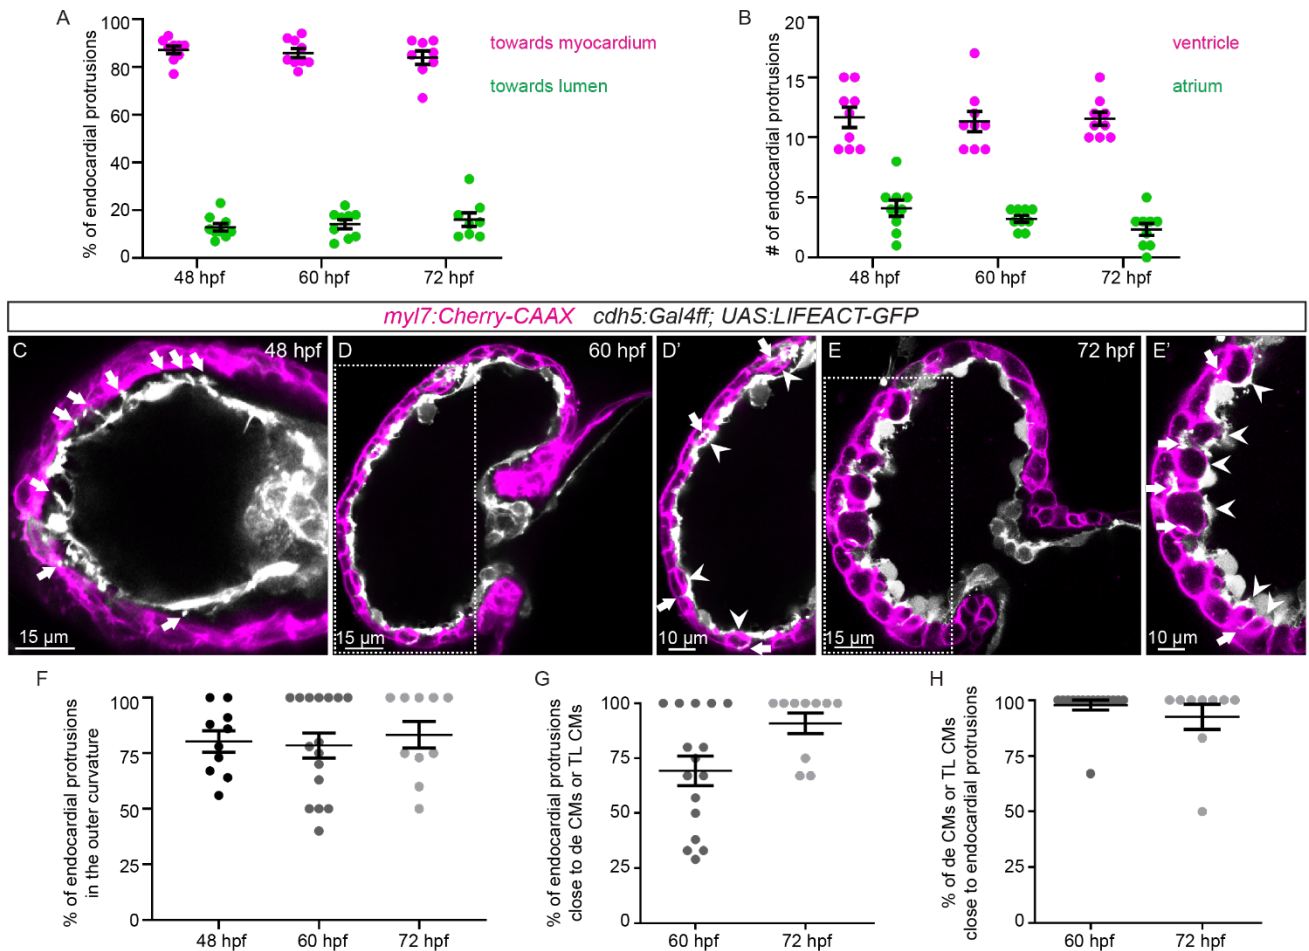 A
% of endocardial protrusions
100
80
60
40
20
0
48 hpf
60 hpf
72 hpf
towards myocardium
towards lumen
B
# of endocardial protrusions
20
15
10
5
0
48 hpf
60 hpf
72 hpf
ventricle
atrium
myl7:Cherry-CAAX cdh5:Gal4ff; UAS:LIFEACT-GFP
C
48 hpf
15 µm
D
60 hpf
15 µm
D'
10 µm
E
72 hpf
15 µm
E'
10 µm
F
% of endocardial protrusions
in the outer curvature
100
75
50
25
0
48 hpf
60 hpf
72 hpf
G
% of endocardial protrusions
close to de CMs or TL CMs
100
75
50
25
0
60 hpf
72 hpf
H
% of de CMs or TL CMs
close to endocardial protrusions
100
75
50
25
0
60 hpf
72 hpf